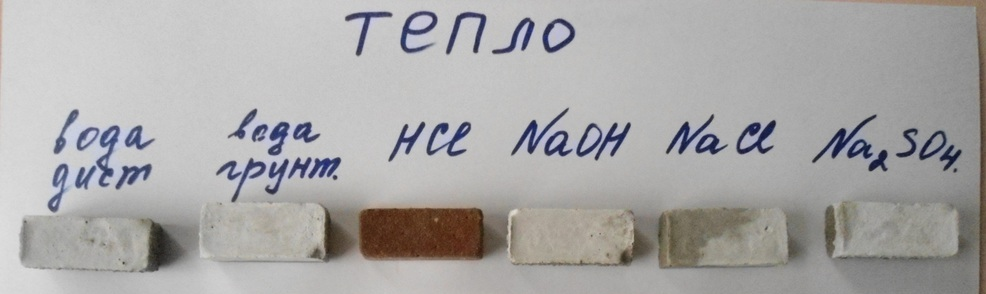 тепло
вода
дист
вода
грунт.
HCl
NaOH
NaCl
Na₂SO₄.